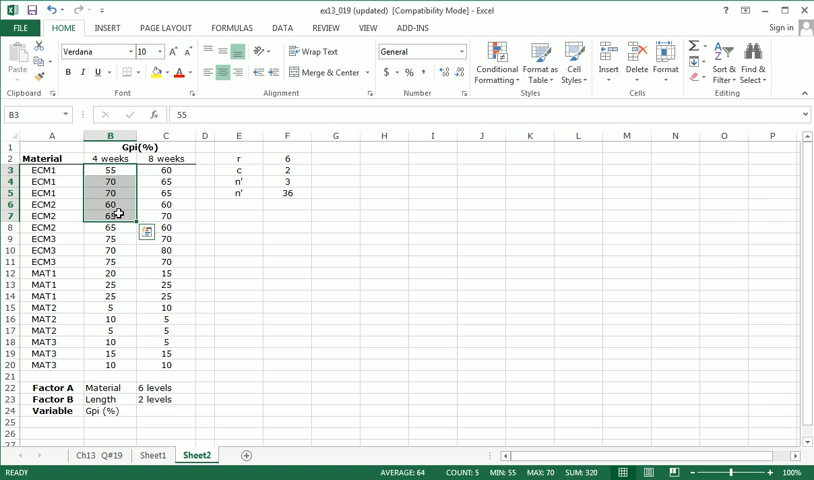 ex13_019 (updated)  [Compatibility Mode] - Excel
FILE HOME INSERT PAGE LAYOUT FORMULAS DATA REVIEW VIEW ADD-INS Sign in
Paste Verdana 10 Wrap Text General
Merge & Center $ % , Conditional Formatting Format as Table Cell Styles Insert Delete Format Sort & Filter Find & Select
Clipboard Font Alignment Number Styles Cells Editing
B3 fx 55
A B C D E F G H I J K L M N O P
1 Gpi(%)
2 Material 4 weeks 8 weeks r 6
3 ECM1 55 60 c 2
4 ECM1 70 65 n' 3
5 ECM1 70 65 n' 36
6 ECM2 60 60
7 ECM2 65 70
8 ECM2 65 60
9 ECM3 75 70
10 ECM3 70 80
11 ECM3 75 70
12 MAT1 20 15
13 MAT1 25 25
14 MAT1 25 25
15 MAT2 5 10
16 MAT2 10 5
17 MAT2 5 5
18 MAT3 10 5
19 MAT3 15 15
20 MAT3 10 10
21
22 Factor A Material 6 levels
23 Factor B Length 2 levels
24 Variable Gpi (%)
25
26
27
Ch13 Q#19 Sheet1 Sheet2
READY AVERAGE: 64 COUNT: 5 MIN: 55 MAX: 70 SUM: 320 100%